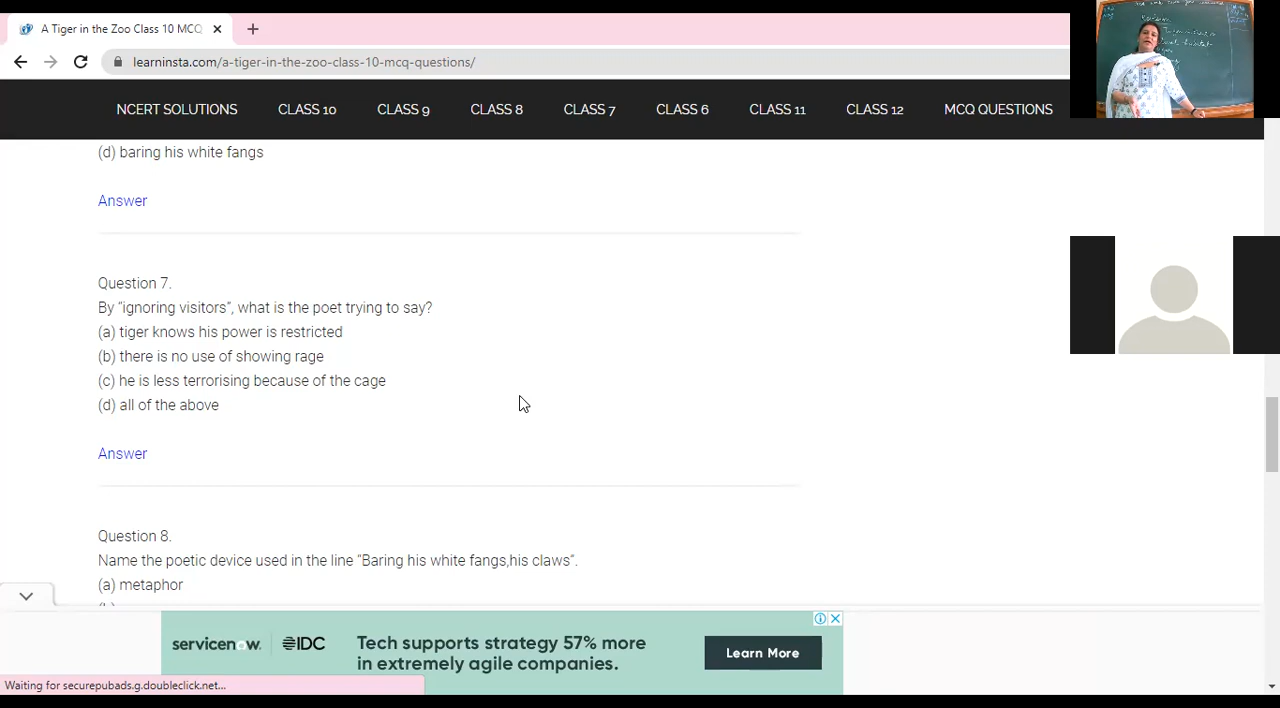 A Tiger in the Zoo Class 10 MCQ
learninsta.com/a-tiger-in-the-zoo-class-10-mcq-questions/
NCERT SOLUTIONS CLASS 10 CLASS 9 CLASS 8 CLASS 7 CLASS 6 CLASS 11 CLASS 12 MCQ QUESTIONS
(d) baring his white fangs
Answer
Question 7.
By “ignoring visitors”, what is the poet trying to say?
(a) tiger knows his power is restricted
(b) there is no use of showing rage
(c) he is less terrorising because of the cage
(d) all of the above
Answer
Question 8.
Name the poetic device used in the line “Baring his white fangs,his claws”.
(a) metaphor
servicenow. IDC
Tech supports strategy 57% more
in extremely agile companies.
Learn More
Waiting for securepubads.g.doubleclick.net...